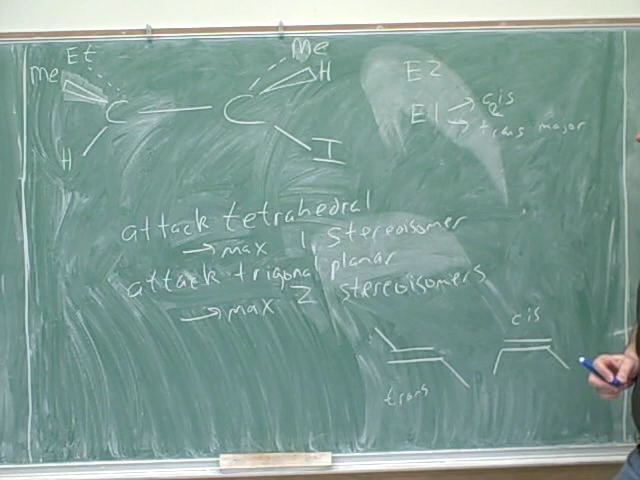 Et
Me
C
C
H
Me
H
I
E2
E1
cis
trans major
attack tetrahedral
→ max 1 stereoisomer
attack trigonal planar
→ max 2 stereoisomers
trans
cis